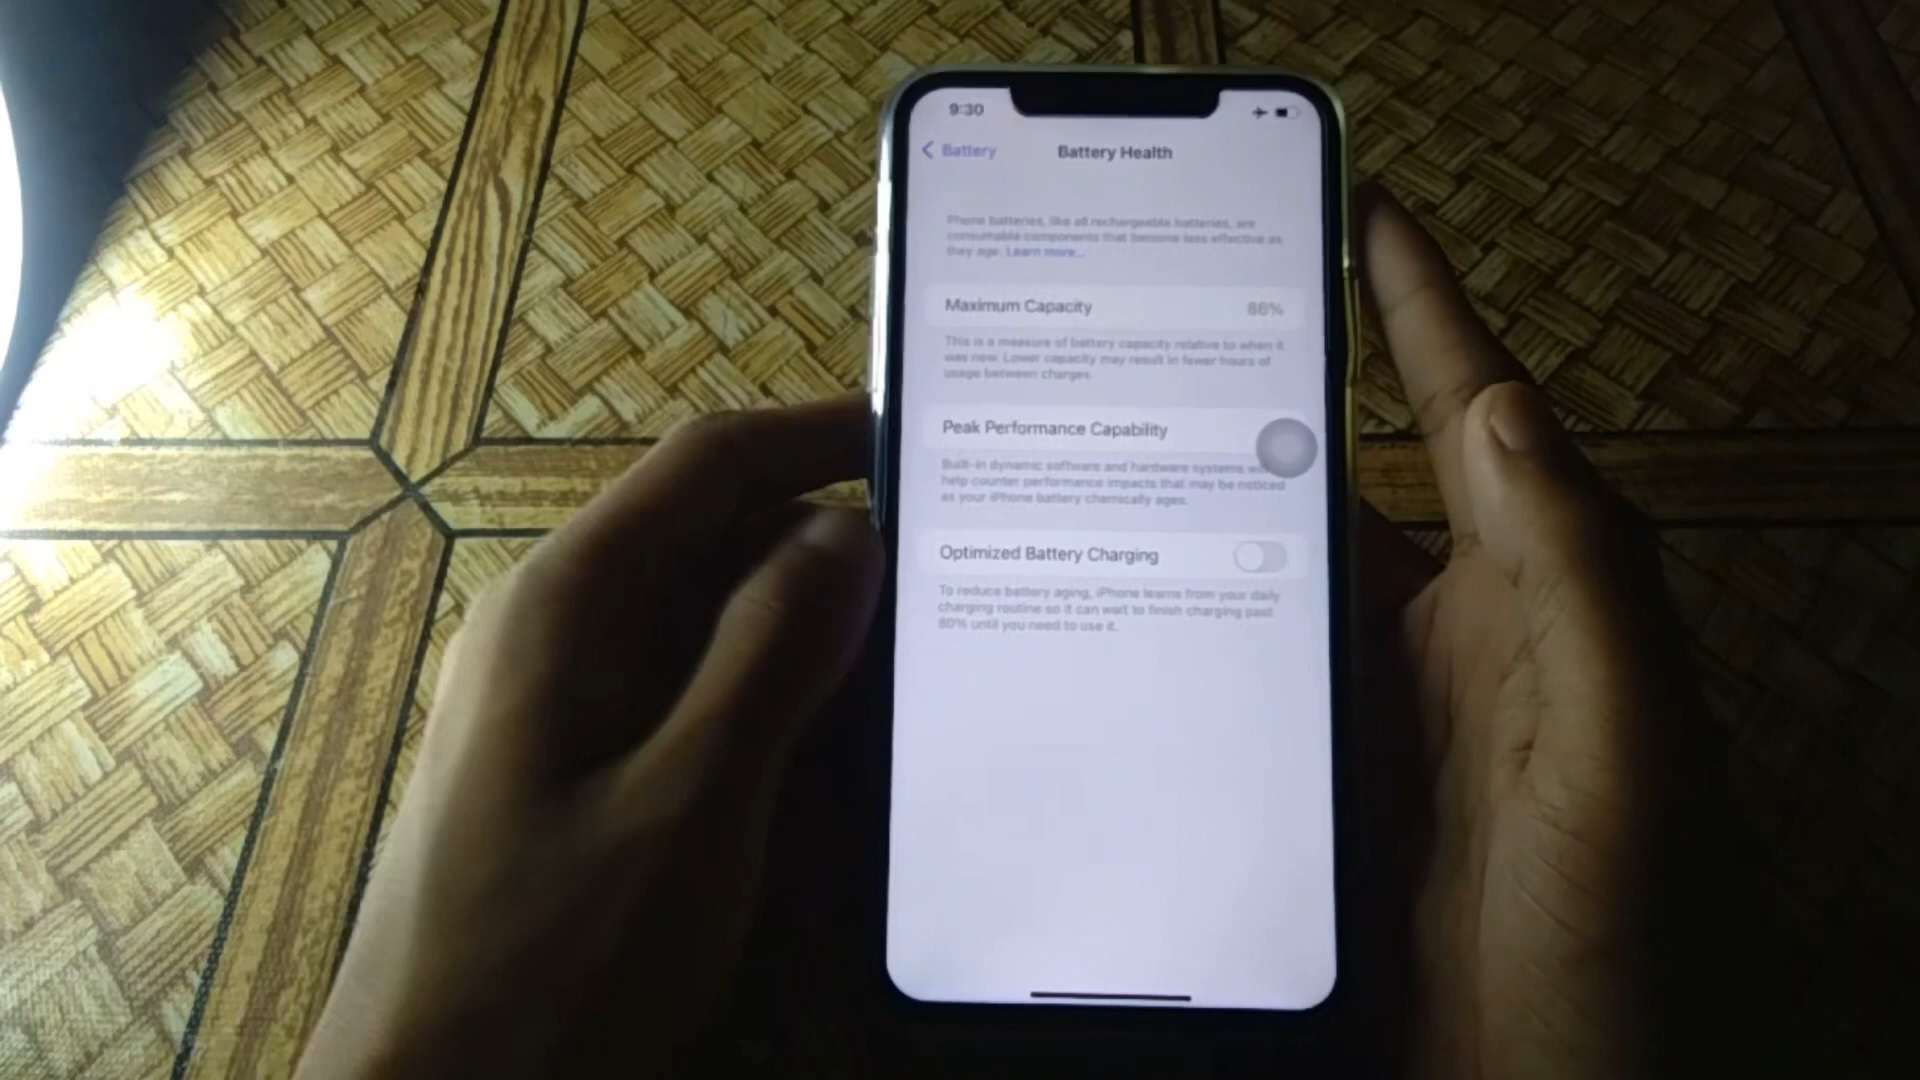 9:30
Battery
Battery Health
Phone batteries, like all rechargeable batteries, are
consumable components that become less effective as
they age. Learn more...
Maximum Capacity
86%
This is a measure of battery capacity relative to when it
was new. Lower capacity may result in fewer hours of
usage between charges.
Peak Performance Capability
Built-in dynamic software and hardware systems
help counter performance impacts that may be noticed
as your iPhone battery chemically ages.
Optimized Battery Charging
To reduce battery aging, iPhone learns from your daily
charging routine so it can wait to finish charging past
80% until you need to use it.